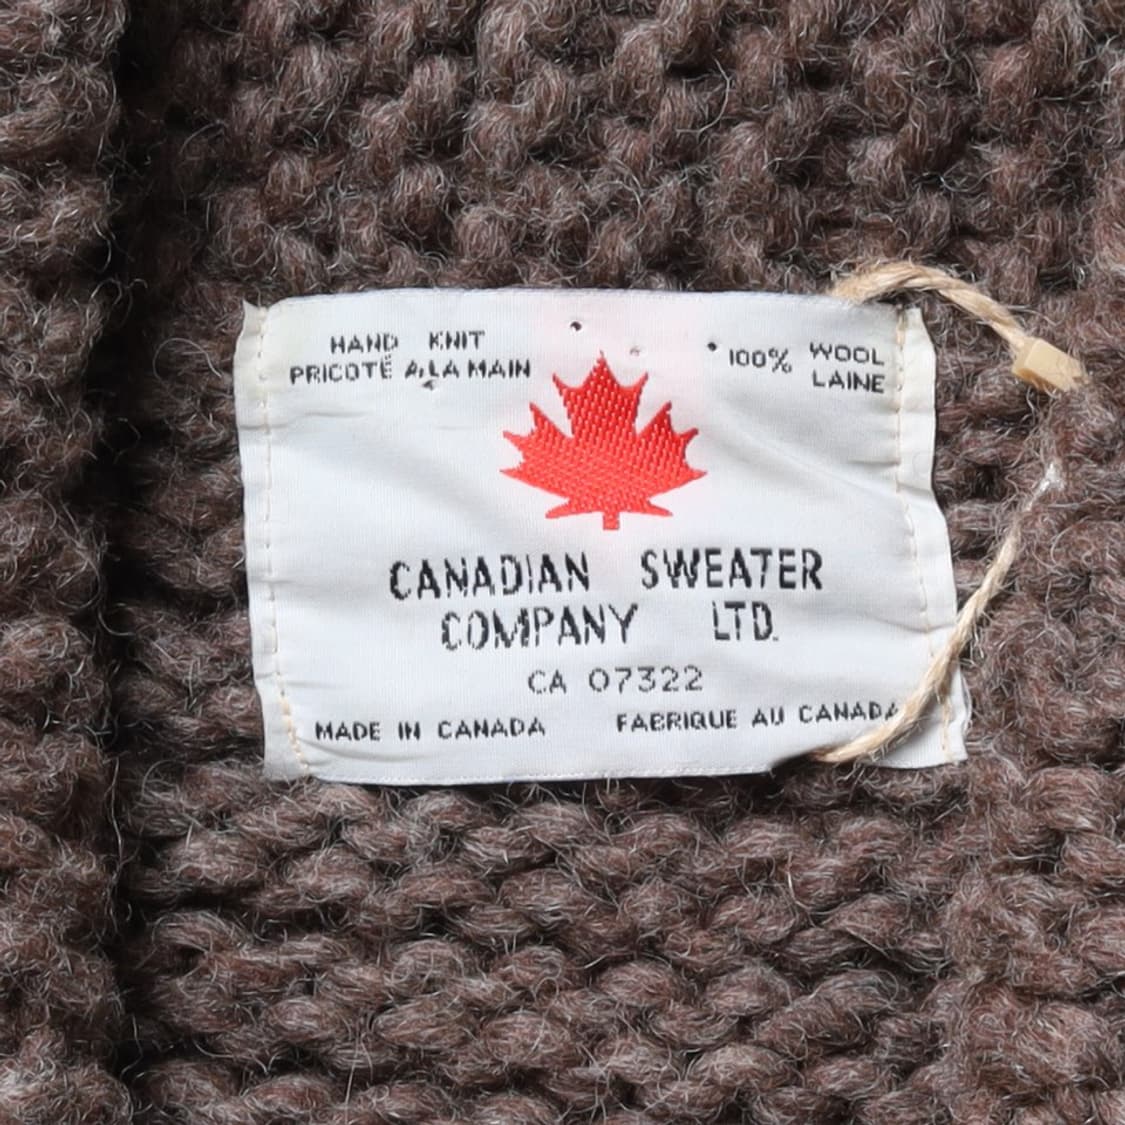 HAND KNIT
PRICOTÉ A LA MAIN
100% WOOL
LAINE
CANADIAN SWEATER
COMPANY LTD.
CA 07322
MADE IN CANADA
FABRIQUE AU CANADA